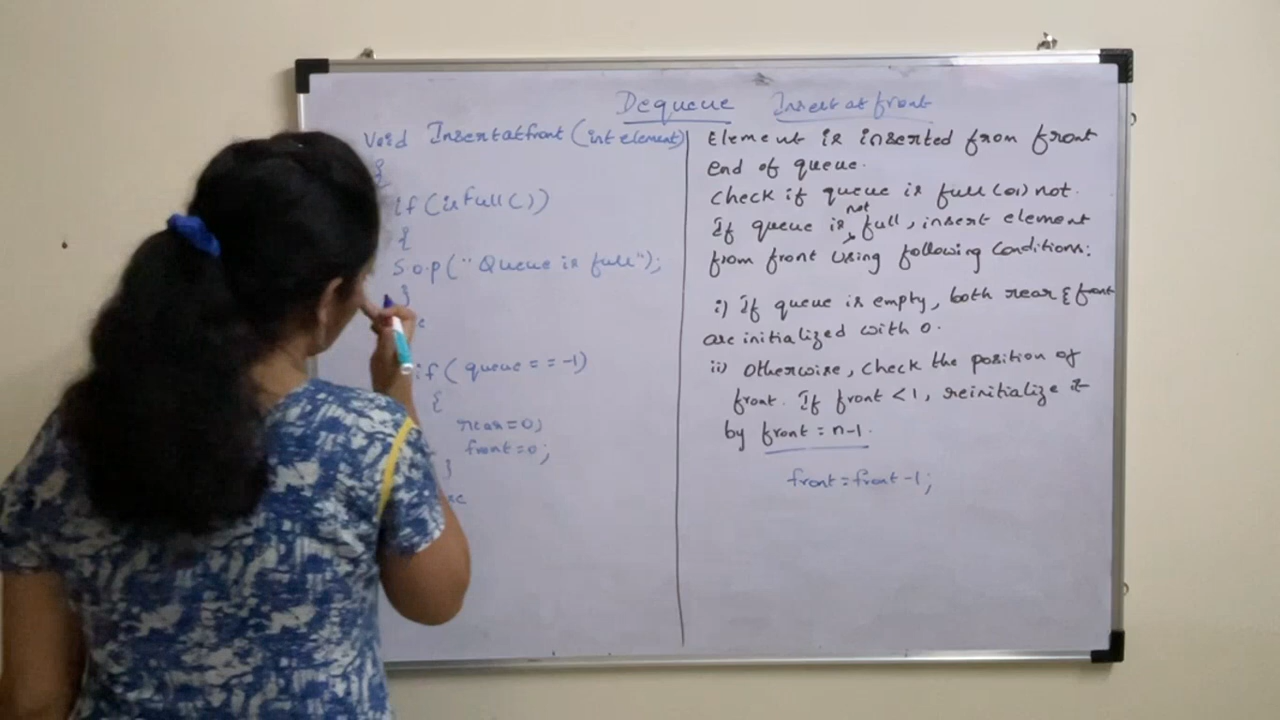 Dequeue Insert at front
Void Insertatfront (int element)
{
if(isfull())
{
S.o.p("Queue is full");
}
if( queue == -1)
{
rear=0;
front=0;
}
Element is inserted from front
end of queue.
check if queue is full (or) not.
If queue is not full, insert element
from front using following conditions:
i) If queue is empty, both rear & front
are initialized with 0.
ii) Otherwise, check the position of
front. If front < 1, reinitialize it
by front = n-1.
front=front-1;